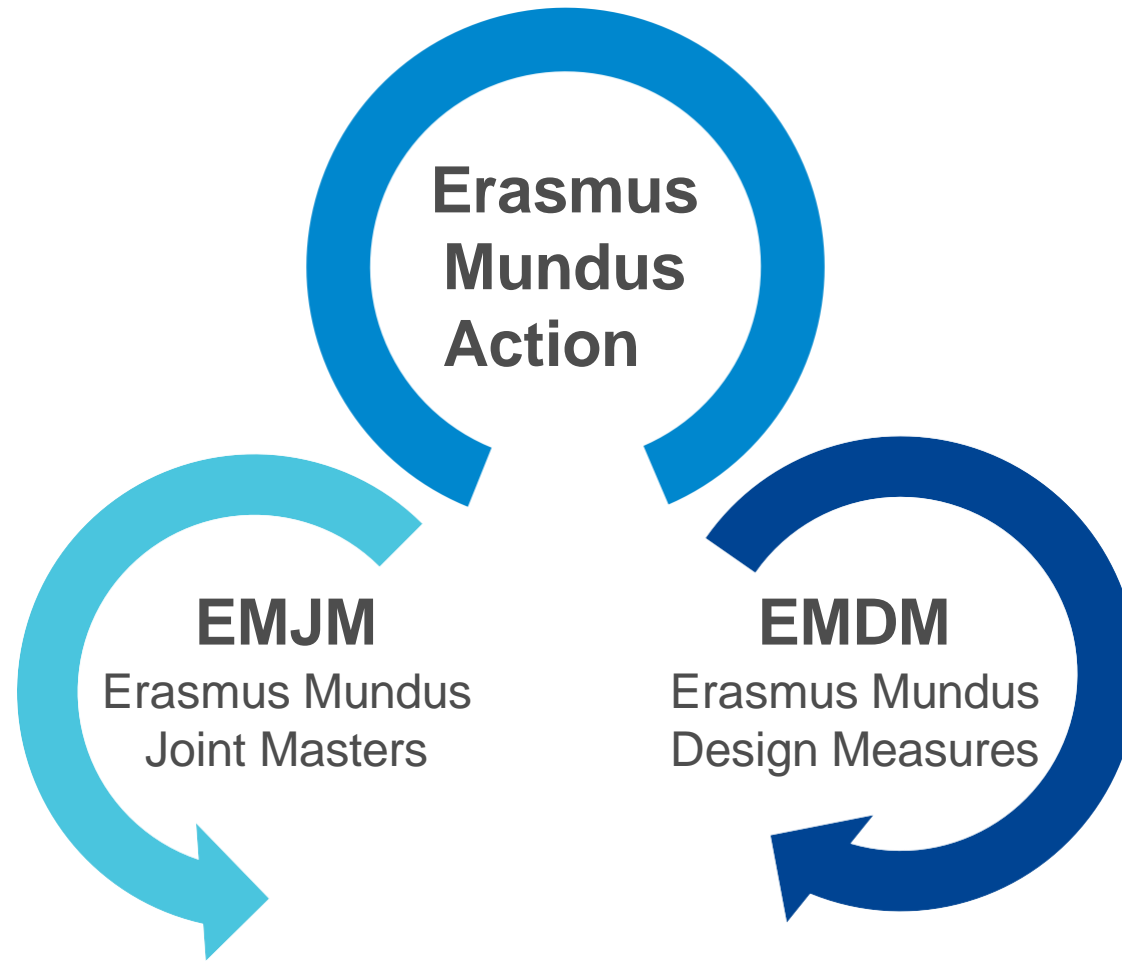 Erasmus
Mundus
Action
EMJM
Erasmus Mundus
Joint Masters
EMDM
Erasmus Mundus
Design Measures